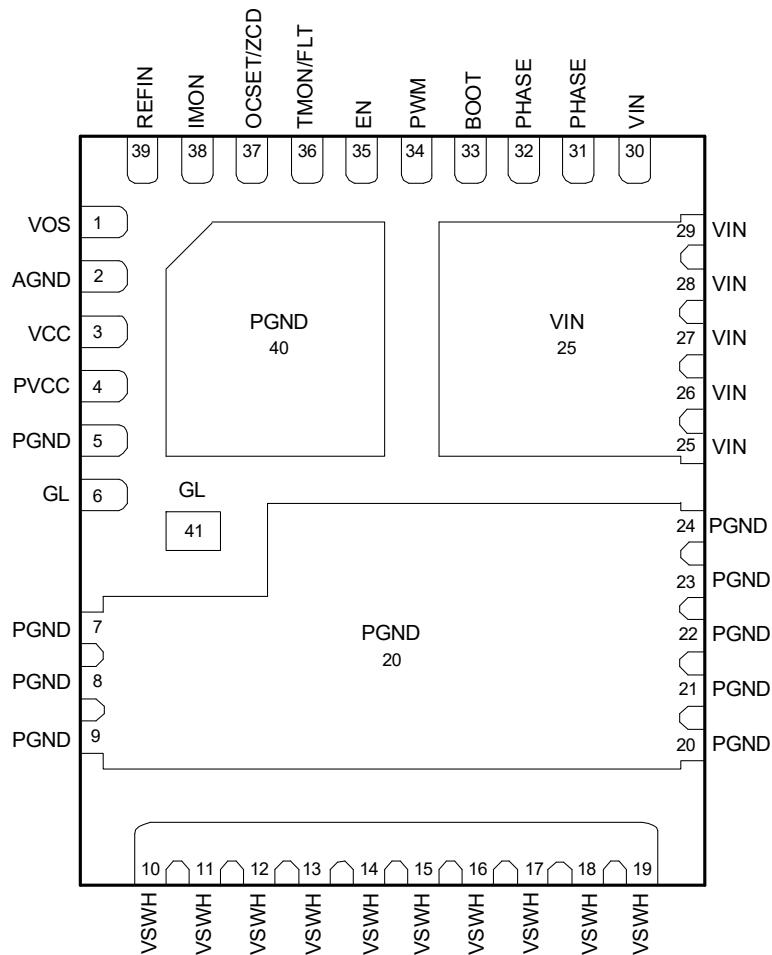 REFIN
IMON
OCSET/ZCD
TMON/FLT
EN
PWM
BOOT
PHASE
PHASE
VIN
39
38
37
36
35
34
33
32
31
30
VOS 1
AGND 2
VCC 3
PVCC 4
PGND 5
GL 6
PGND
40
VIN
25
29 VIN
28 VIN
27 VIN
26 VIN
25 VIN
GL
41
24 PGND
23 PGND
22 PGND
21 PGND
20 PGND
PGND 7
PGND 8
PGND 9
PGND
20
10
11
12
13
14
15
16
17
18
19
VSWH
VSWH
VSWH
VSWH
VSWH
VSWH
VSWH
VSWH
VSWH
VSWH